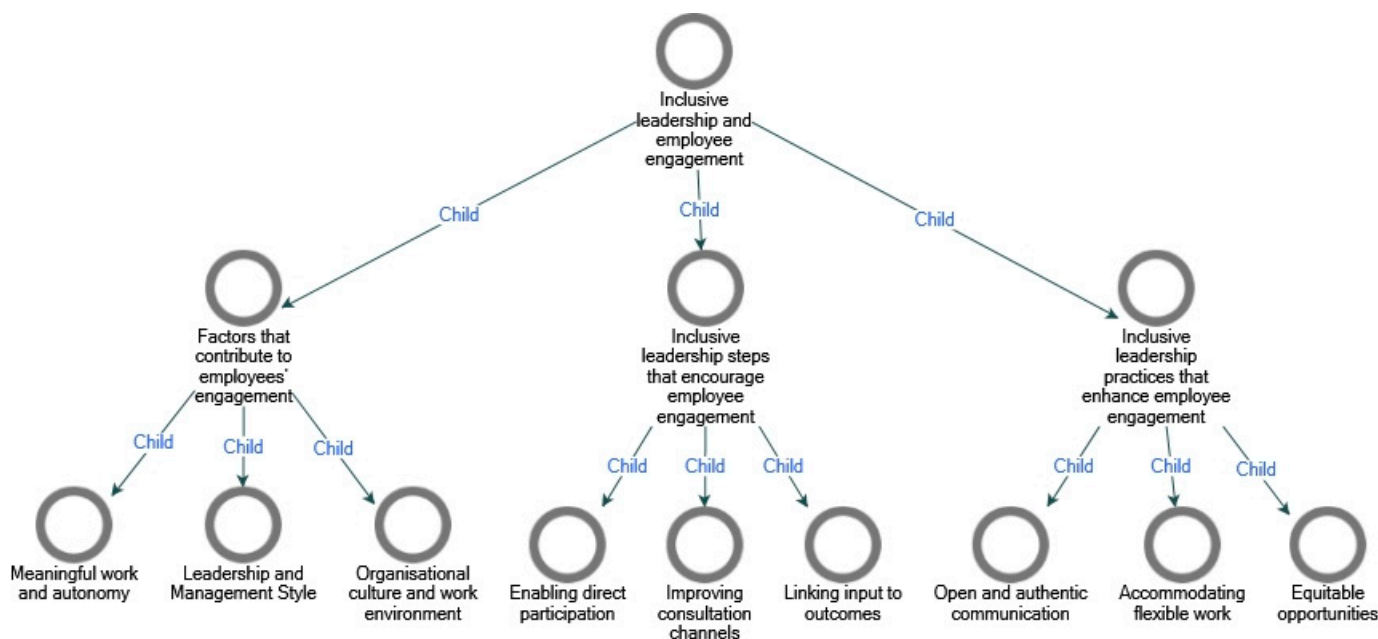 Inclusive
leadership and
employee
engagement
Child
Child
Child
Factors that
contribute to
employees'
engagement
Inclusive
leadership steps
that encourage
employee
engagement
Inclusive
leadership
practices that
enhance employee
engagement
Child
Child
Child
Child
Child
Child
Child
Child
Child
Meaningful work
and autonomy
Leadership and
Management Style
Organisational
culture and work
environment
Enabling direct
participation
Improving
consultation
channels
Linking input to
outcomes
Open and authentic
communication
Accommodating
flexible work
Equitable
opportunities